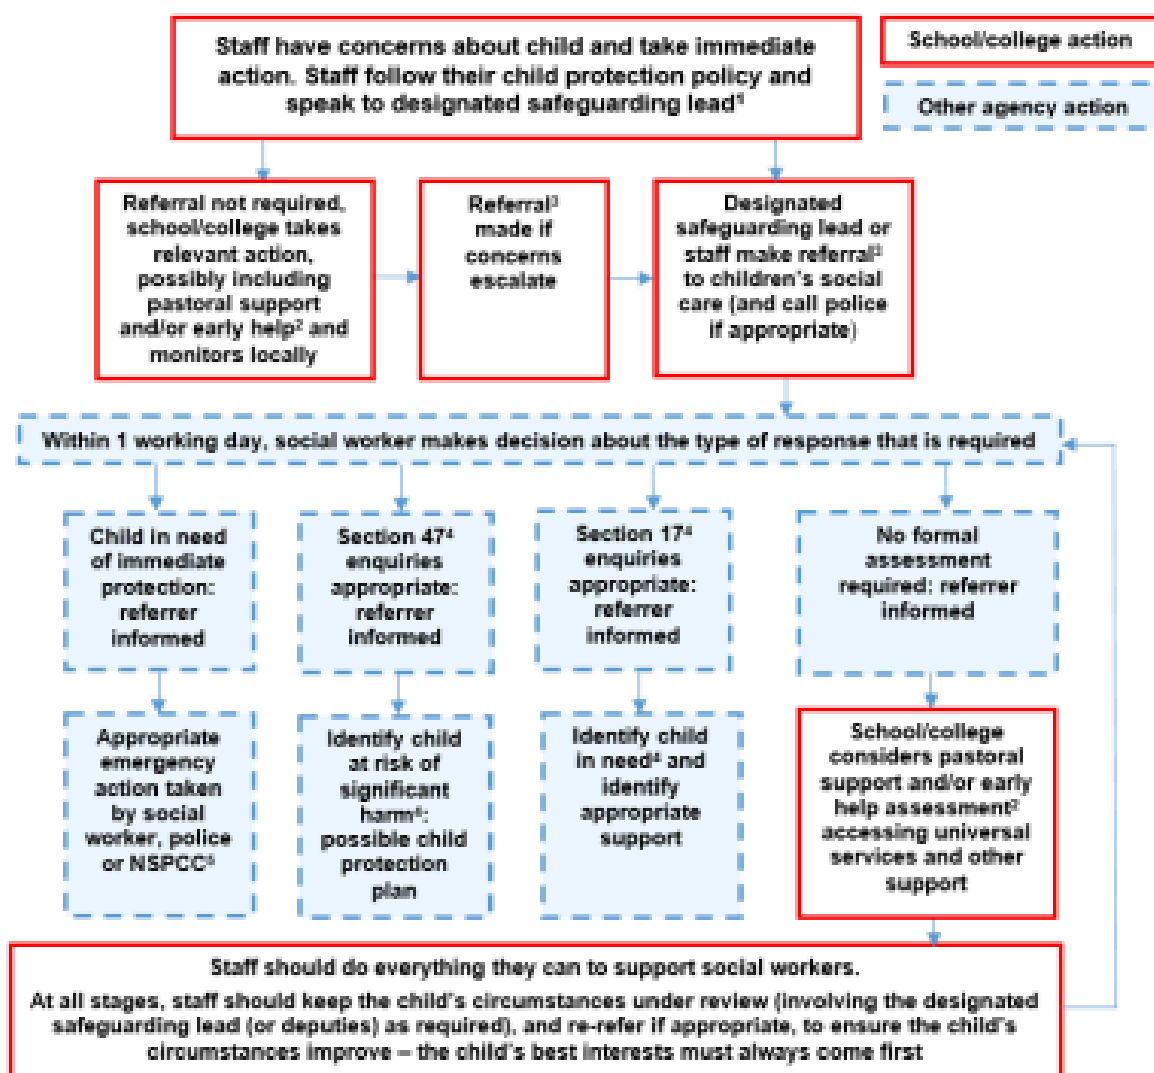 Staff have concerns about child and take immediate
action. Staff follow their child protection policy and
speak to designated safeguarding lead¹
School/college action
Other agency action
Referral not required,
school/college takes
relevant action,
possibly including
pastoral support
and/or early help² and
monitors locally
Referral³
made if
concerns
escalate
Designated
safeguarding lead or
staff make referral³
to children's social
care (and call police
if appropriate)
Within 1 working day, social worker makes decision about the type of response that is required
Child in need
of immediate
protection:
referrer
informed
Section 47⁴
enquiries
appropriate:
referrer
informed
Section 17⁴
enquiries
appropriate:
referrer
informed
No formal
assessment
required: referrer
informed
Appropriate
emergency
action taken
by social
worker, police
or NSPCC⁵
Identify child
at risk of
significant
harm⁴:
possible child
protection
plan
Identify child
in need⁴ and
identify
appropriate
support
School/college
considers pastoral
support and/or early
help assessment²
accessing universal
services and other
support
Staff should do everything they can to support social workers.
At all stages, staff should keep the child's circumstances under review (involving the designated
safeguarding lead (or deputies) as required), and re-refer if appropriate, to ensure the child's
circumstances improve – the child's best interests must always come first